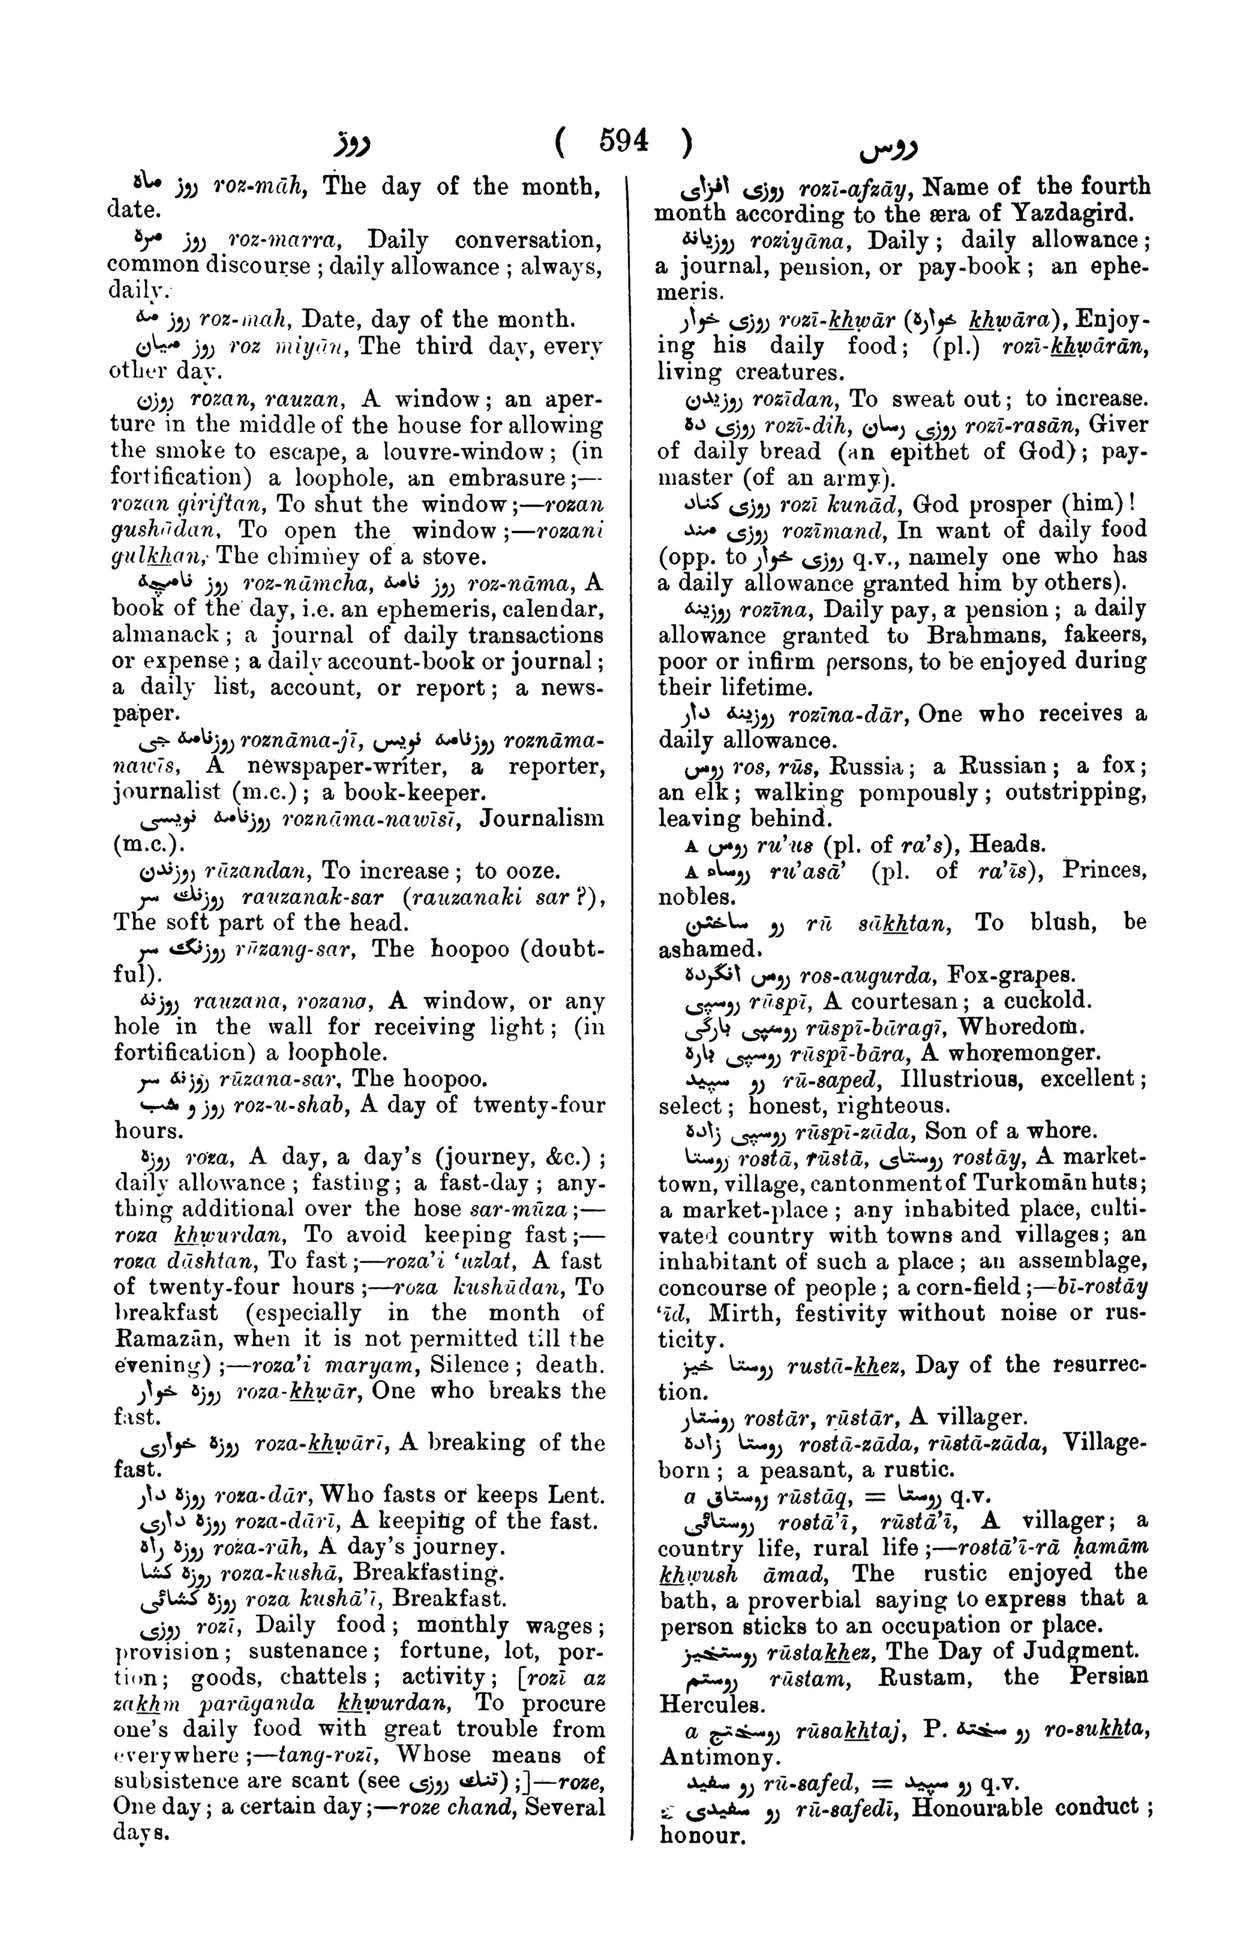 روز ( 594 ) روس
روز ماه roz-māh, The day of the month,
date.
روز مره roz-marra, Daily conversation,
common discourse ; daily allowance ; always,
daily.
روز مه roz-mah, Date, day of the month.
روز میان roz miyān, The third day, every
other day.
روزن rozan, rauzan, A window ; an aper-
ture in the middle of the house for allowing
the smoke to escape, a louvre-window ; (in
fortification) a loophole, an embrasure ;—
rozan giriftan, To shut the window ;—rozan
gushūdan, To open the window ;—rozani
gulkhan, The chimney of a stove.
روز نامچه roz-nāmcha, روز نامه roz-nāma, A
book of the day, i.e. an ephemeris, calendar,
almanack ; a journal of daily transactions
or expense ; a daily account-book or journal ;
a daily list, account, or report ; a news-
paper.
روزنامه جی roznāma-jī, روزنامه نویس roznāma-
nawīs, A newspaper-writer, a reporter,
journalist (m.c.) ; a book-keeper.
روزنامه نویسی roznāma-nawīsī, Journalism
(m.c.).
روزندن rūzandan, To increase ; to ooze.
روزنك سر rauzanak-sar (rauzanaki sar ?),
The soft part of the head.
روزنگ سر rūzang-sar, The hoopoo (doubt-
ful).
روزنه rauzana, rozana, A window, or any
hole in the wall for receiving light ; (in
fortification) a loophole.
روزنه سر rūzana-sar, The hoopoo.
روز و شب roz-u-shab, A day of twenty-four
hours.
روزه roza, A day, a day's (journey, &c.) ;
daily allowance ; fasting ; a fast-day ; any-
thing additional over the hose sar-mūza ;—
roza khẉurdan, To avoid keeping fast ;—
roza dāshtan, To fast ;—roza'i ‘uzlat, A fast
of twenty-four hours ;—roza kushūdan, To
breakfast (especially in the month of
Ramazān, when it is not permitted till the
evening) ;—roza'i maryam, Silence ; death.
روزه خوار roza-khẉār, One who breaks the
fast.
روزه خواری roza-khẉārī, A breaking of the
fast.
روزه دار roza-dār, Who fasts or keeps Lent.
روزه داری roza-dārī, A keeping of the fast.
روزه راه roza-rāh, A day's journey.
روزه کشا roza-kushā, Breakfasting.
روزه کشائی roza kushā'ī, Breakfast.
روزی rozī, Daily food ; monthly wages ;
provision ; sustenance ; fortune, lot, por-
tion ; goods, chattels ; activity ; [rozī az
zakhm parāganda khẉurdan, To procure
one's daily food with great trouble from
everywhere ;—tang-rozī, Whose means of
subsistence are scant (see تنك روزی) ;]—roze,
One day ; a certain day ;—roze chand, Several
days.
روزی افزای rozī-afzāy, Name of the fourth
month according to the æra of Yazdagird.
روزیانه roziyāna, Daily ; daily allowance ;
a journal, pension, or pay-book ; an ephe-
meris.
روزی خوار rozī-khẉār (خواره khẉāra), Enjoy-
ing his daily food ; (pl.) rozī-khẉārān,
living creatures.
روزیدن rozīdan, To sweat out ; to increase.
روزی ده rozī-dih, روزی رسان rozī-rasān, Giver
of daily bread (an epithet of God) ; pay-
master (of an army).
روزی کناد rozī kunād, God prosper (him) !
روزی مند rozīmand, In want of daily food
(opp. to روزی خوار q.v., namely one who has
a daily allowance granted him by others).
روزینه rozīna, Daily pay, a pension ; a daily
allowance granted to Brahmans, fakeers,
poor or infirm persons, to be enjoyed during
their lifetime.
روزینه دار rozīna-dār, One who receives a
daily allowance.
روس ros, rūs, Russia ; a Russian ; a fox ;
an elk ; walking pompously ; outstripping,
leaving behind.
A روس ru'us (pl. of ra's), Heads.
A روساه ru'asā' (pl. of ra'īs), Princes,
nobles.
رو ساختن rū sākhtan, To blush, be
ashamed.
روس انگرده ros-augurda, Fox-grapes.
روسپی rūspī, A courtesan ; a cuckold.
روسپی بارگی rūspī-bāragī, Whoredom.
روسپی باره rūspī-bāra, A whoremonger.
رو سپید rū-saped, Illustrious, excellent ;
select ; honest, righteous.
روسپی زاده rūspī-zāda, Son of a whore.
روستا rostā, rūstā, روستای rostāy, A market-
town, village, cantonment of Turkomān huts ;
a market-place ; any inhabited place, culti-
vated country with towns and villages ; an
inhabitant of such a place ; an assemblage,
concourse of people ; a corn-field ;—bī-rostāy
‘īd, Mirth, festivity without noise or rus-
ticity.
روستا خیز rustā-khez, Day of the resurrec-
tion.
روستار rostār, rūstār, A villager.
روستا زاده rostā-zāda, rūstā-zāda, Village-
born ; a peasant, a rustic.
a روستاق rūstāq, = روستا q.v.
روستائی rostā'ī, rūstā'ī, A villager ; a
country life, rural life ;—rostā'ī-rā ḥamām
khẉush āmad, The rustic enjoyed the
bath, a proverbial saying to express that a
person sticks to an occupation or place.
روستخیز rūstakhez, The Day of Judgment.
روستم rūstam, Rustam, the Persian
Hercules.
a روسختج rūsakhtaj, P. رو سخته ro-sukhta,
Antimony.
رو سفید rū-safed, = رو سپید q.v.
رو سفیدی rū-safedī, Honourable conduct ;
honour.